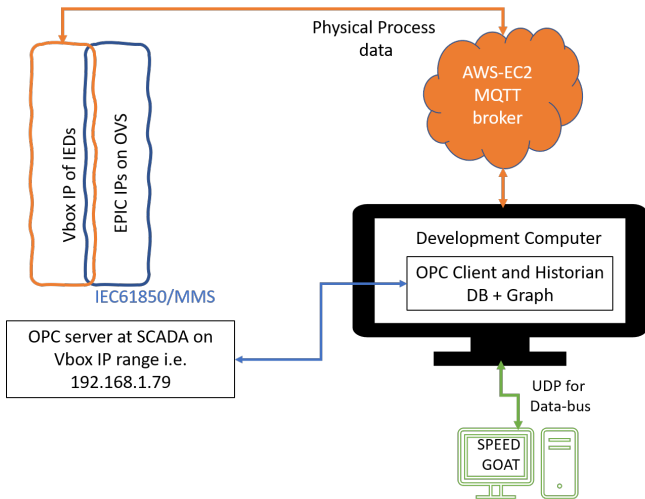 Physical Process
data
AWS-EC2
MQTT
broker
Vbox IP of IEDs
EPIC IPs on OVS
Development Computer
OPC Client and Historian
DB + Graph
IEC61850/MMS
OPC server at SCADA on
Vbox IP range i.e.
192.168.1.79
UDP for
Data-bus
SPEED
GOAT